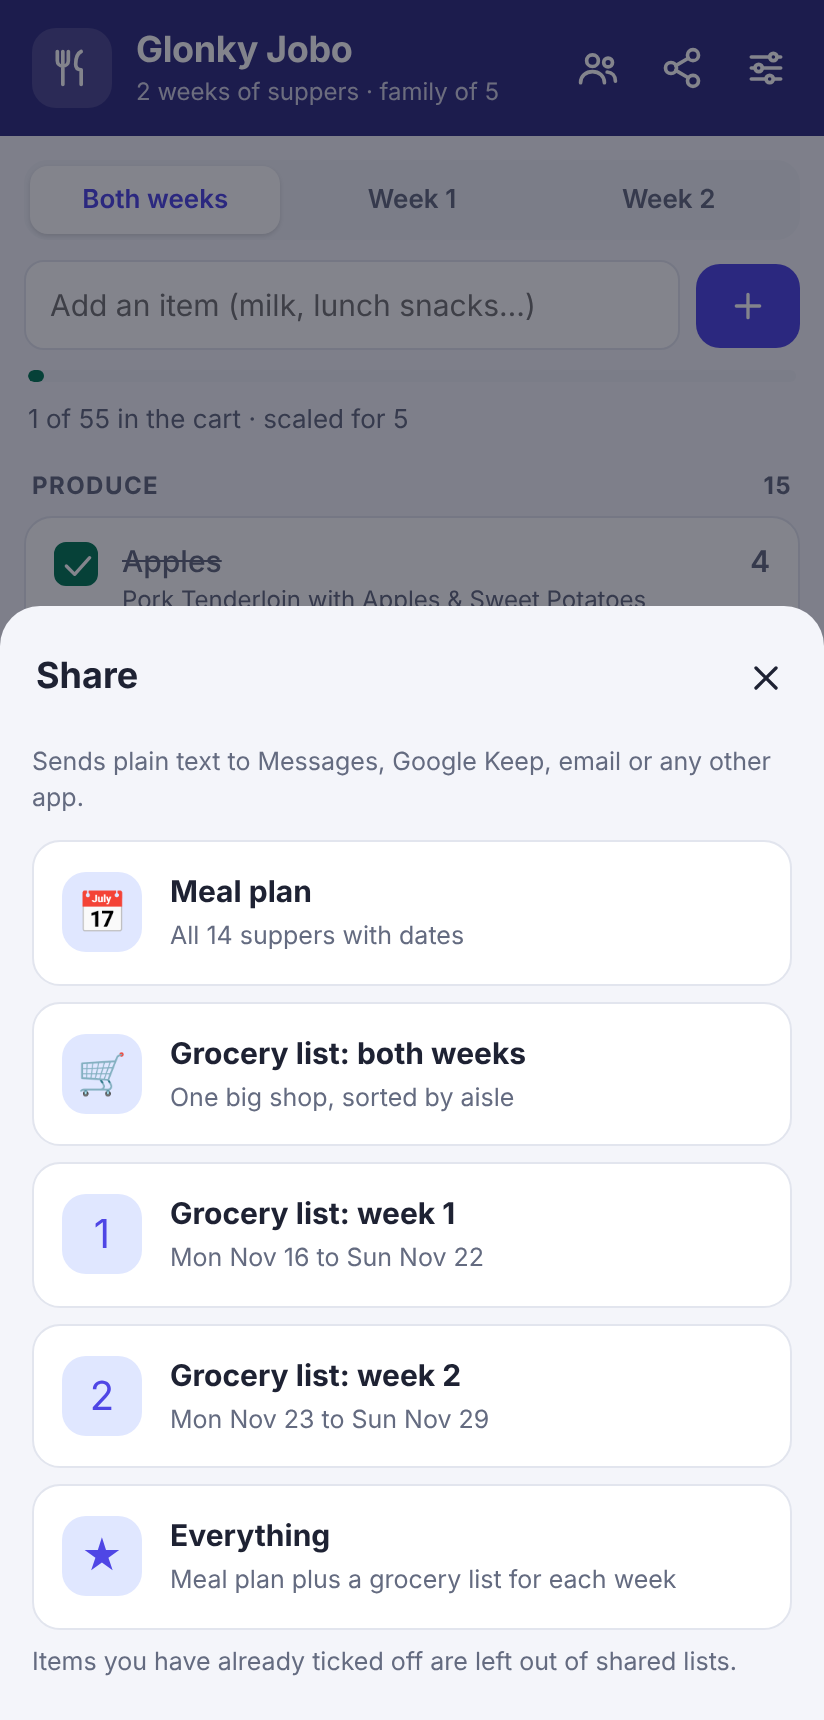 Glonky Jobo
2 weeks of suppers · family of 5
Both weeks
Week 1
Week 2
Add an item (milk, lunch snacks...)
1 of 55 in the cart · scaled for 5
PRODUCE
15
Apples
4
Pork Tenderloin with Apples & Sweet Potatoes
Share
Sends plain text to Messages, Google Keep, email or any other
app.
July
17
Meal plan
All 14 suppers with dates
Grocery list: both weeks
One big shop, sorted by aisle
1
Grocery list: week 1
Mon Nov 16 to Sun Nov 22
2
Grocery list: week 2
Mon Nov 23 to Sun Nov 29
Everything
Meal plan plus a grocery list for each week
Items you have already ticked off are left out of shared lists.